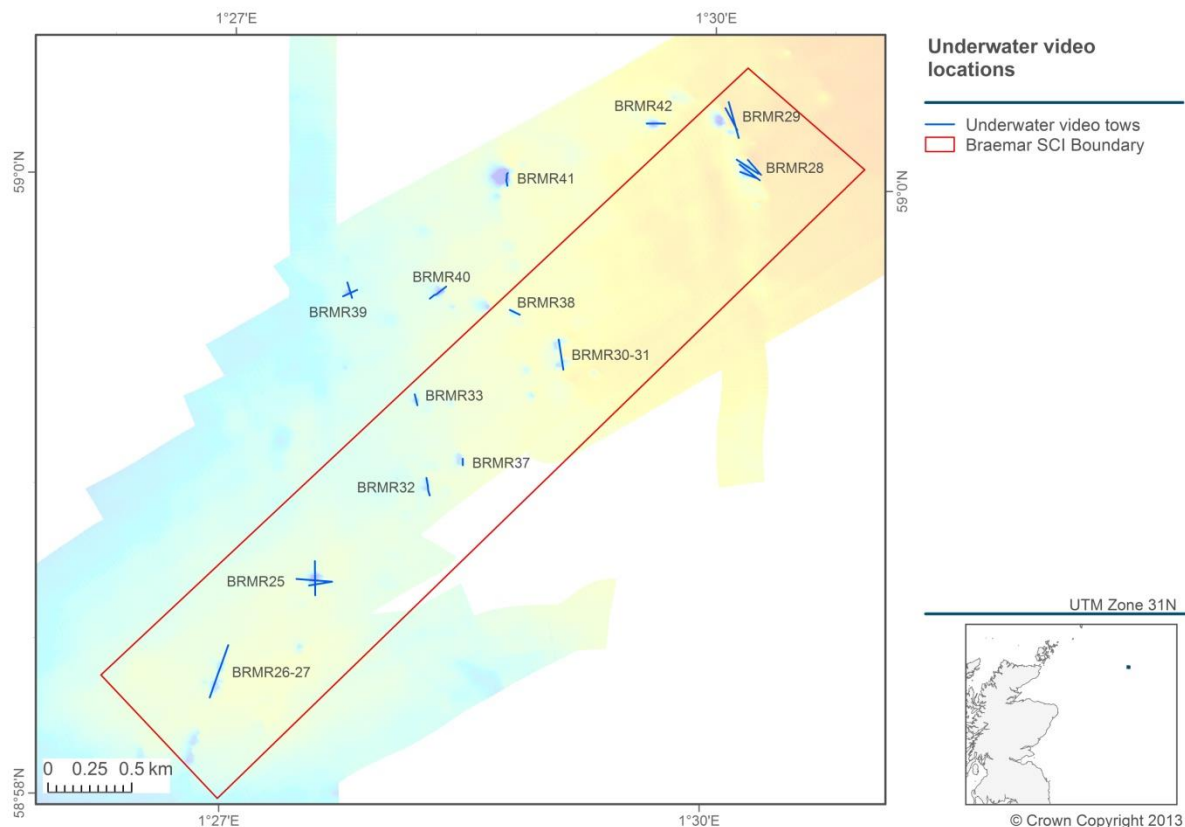 1°27'E
1°30'E
Underwater video
locations
Underwater video tows
Braemar SCI Boundary
BRMR42
BRMR29
BRMR28
59°0'N
59°0'N
BRMR41
BRMR40
BRMR39
BRMR38
BRMR30-31
BRMR33
BRMR37
BRMR32
BRMR25
BRMR26-27
UTM Zone 31N
0 0.25 0.5 km
58°58'N
1°27'E
1°30'E
© Crown Copyright 2013